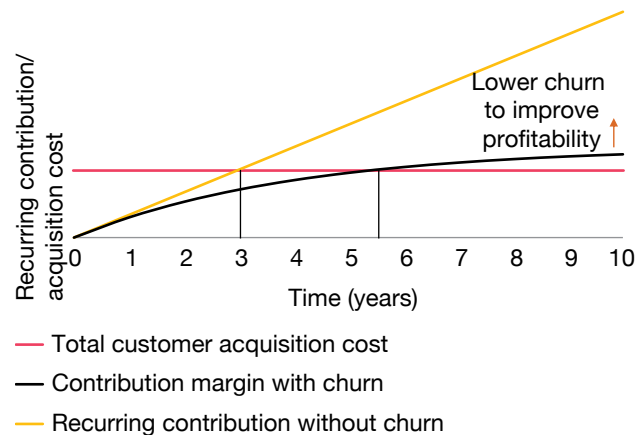 Recurring contribution/
acquisition cost
Lower churn
to improve
profitability
0 1 2 3 4 5 6 7 8 9 10
Time (years)
Total customer acquisition cost
Contribution margin with churn
Recurring contribution without churn